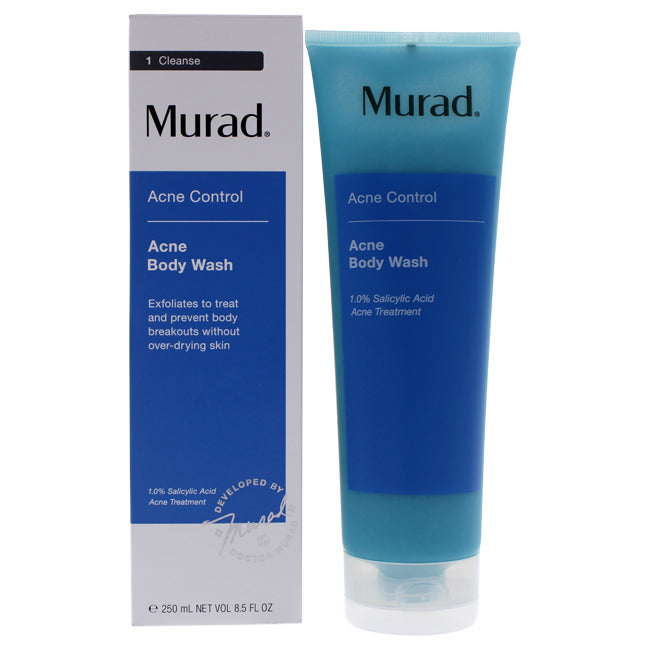 1 Cleanse
Murad®
Acne Control
Acne
Body Wash
Exfoliates to treat
and prevent body
breakouts without
over-drying skin
1.0% Salicylic Acid
Acne Treatment
DEVELOPED BY
Murad
DOCTOR MURAD
℮ 250 mL NET VOL 8.5 FL OZ
Murad®
Acne Control
Acne
Body Wash
1.0% Salicylic Acid
Acne Treatment